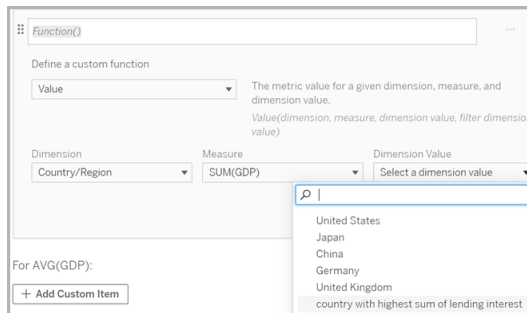 Function()
...
Define a custom function
Value
The metric value for a given dimension, measure, and
dimension value.
Value(dimension, measure, dimension value, filter dimension
value)
Dimension
Measure
Dimension Value
Country/Region
SUM(GDP)
Select a dimension value
United States
Japan
China
Germany
United Kingdom
country with highest sum of lending interest
For AVG(GDP):
+ Add Custom Item